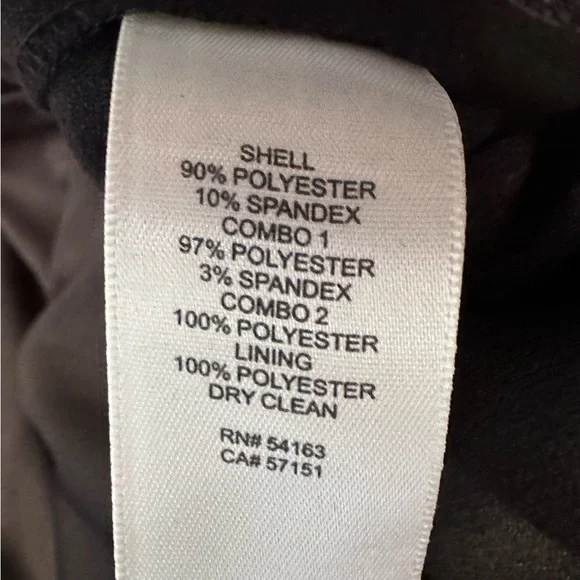 SHELL
90% POLYESTER
10% SPANDEX
COMBO 1
97% POLYESTER
3% SPANDEX
COMBO 2
100% POLYESTER
LINING
100% POLYESTER
DRY CLEAN
RN# 54163
CA# 57151